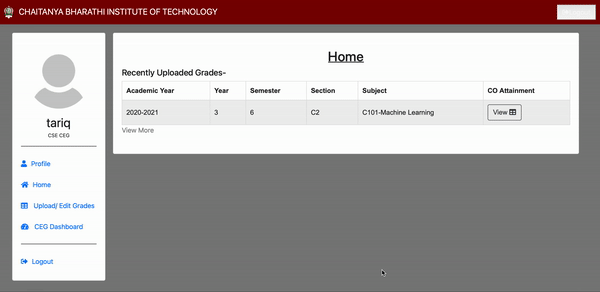 CHAITANYA BHARATHI INSTITUTE OF TECHNOLOGY
tariq
CSE CEG
Profile
Home
Upload/ Edit Grades
CEG Dashboard
Logout
Home
Recently Uploaded Grades-
Academic Year Year Semester Section Subject CO Attainment
2020-2021 3 6 C2 C101-Machine Learning View
View More